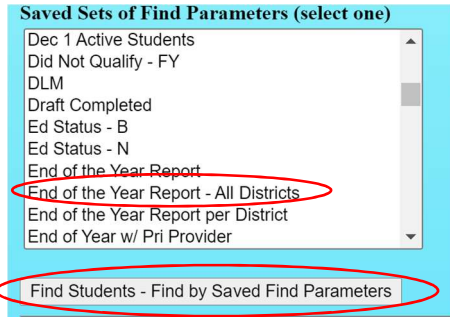 Saved Sets of Find Parameters (select one)
Dec 1 Active Students
Did Not Qualify - FY
DLM
Draft Completed
Ed Status - B
Ed Status - N
End of the Year Report
End of the Year Report - All Districts
End of the Year Report per District
End of Year w/ Pri Provider
Find Students - Find by Saved Find Parameters